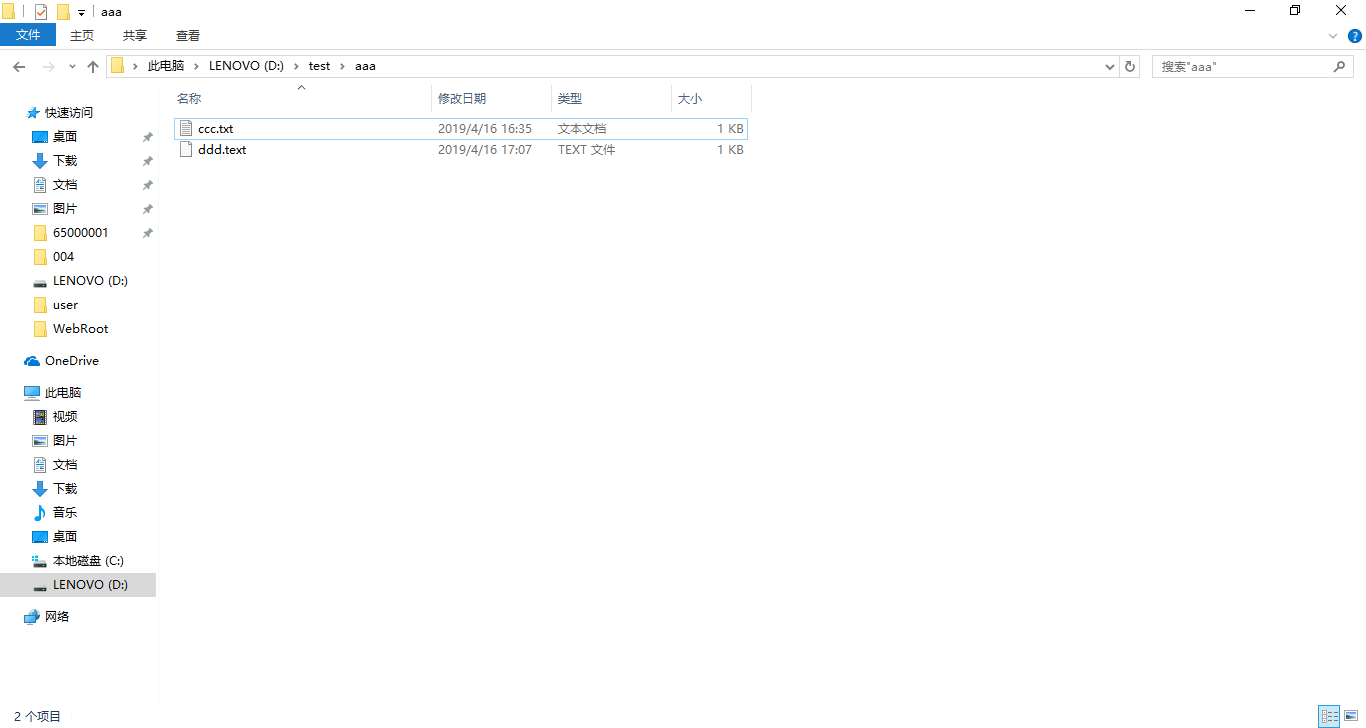 aaa
文件 主页 共享 查看
此电脑 LENOVO (D:) test aaa 搜索"aaa"
名称 修改日期 类型 大小
ccc.txt 2019/4/16 16:35 文本文档 1 KB
ddd.text 2019/4/16 17:07 TEXT 文件 1 KB
快速访问
桌面
下载
文档
图片
65000001
004
LENOVO (D:)
user
WebRoot
OneDrive
此电脑
视频
图片
文档
下载
音乐
桌面
本地磁盘 (C:)
LENOVO (D:)
网络
2 个项目